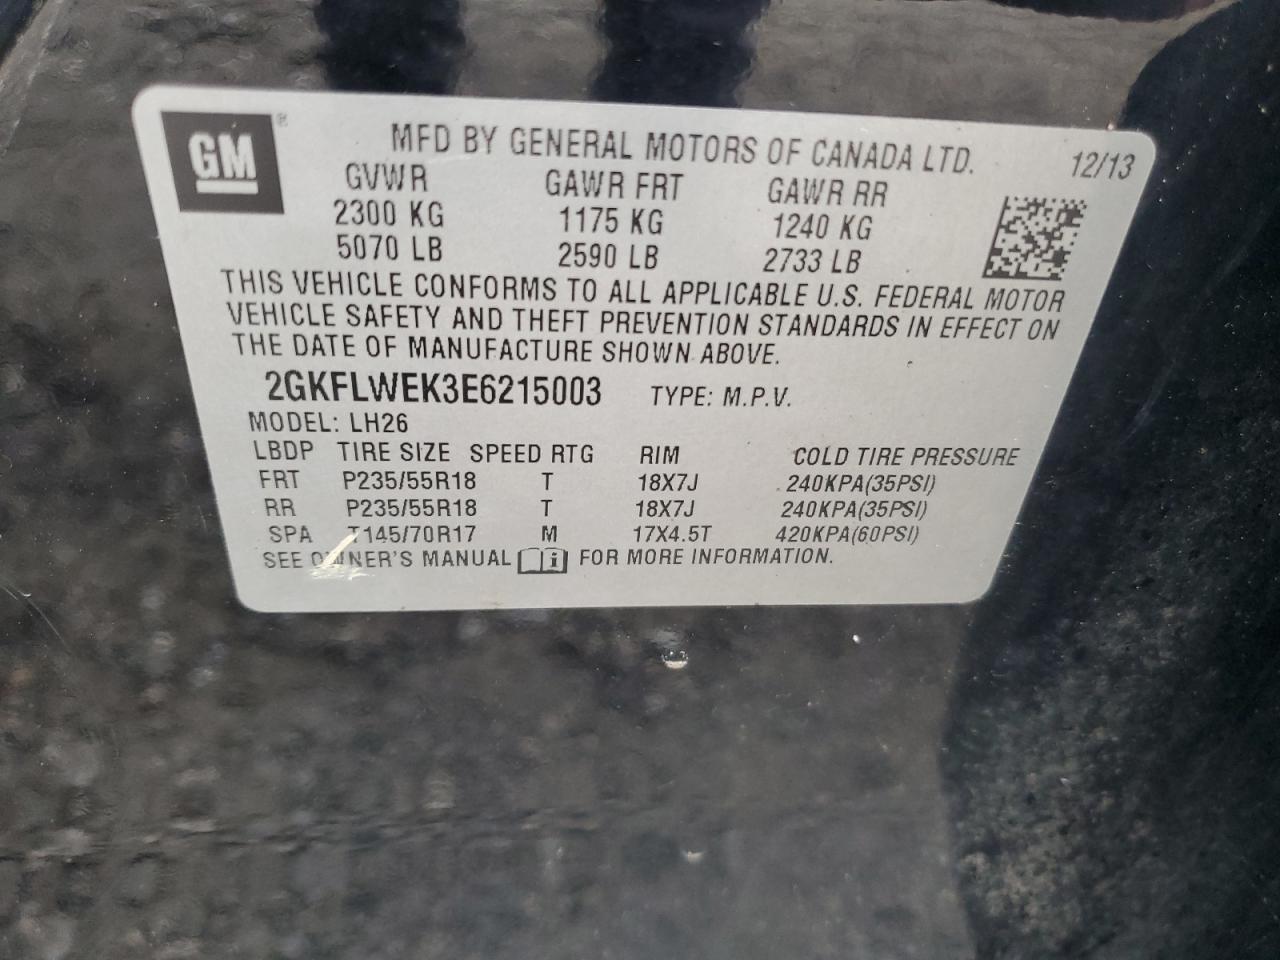 GM ®
MFD BY GENERAL MOTORS OF CANADA LTD. 12/13
GVWR GAWR FRT GAWR RR
2300 KG 1175 KG 1240 KG
5070 LB 2590 LB 2733 LB
THIS VEHICLE CONFORMS TO ALL APPLICABLE U.S. FEDERAL MOTOR
VEHICLE SAFETY AND THEFT PREVENTION STANDARDS IN EFFECT ON
THE DATE OF MANUFACTURE SHOWN ABOVE.
2GKFLWEK3E6215003 TYPE: M.P.V.
MODEL: LH26
LBDP TIRE SIZE SPEED RTG RIM COLD TIRE PRESSURE
FRT P235/55R18 T 18X7J 240KPA(35PSI)
RR P235/55R18 T 18X7J 240KPA(35PSI)
SPA T145/70R17 M 17X4.5T 420KPA(60PSI)
SEE OWNER'S MANUAL i FOR MORE INFORMATION.